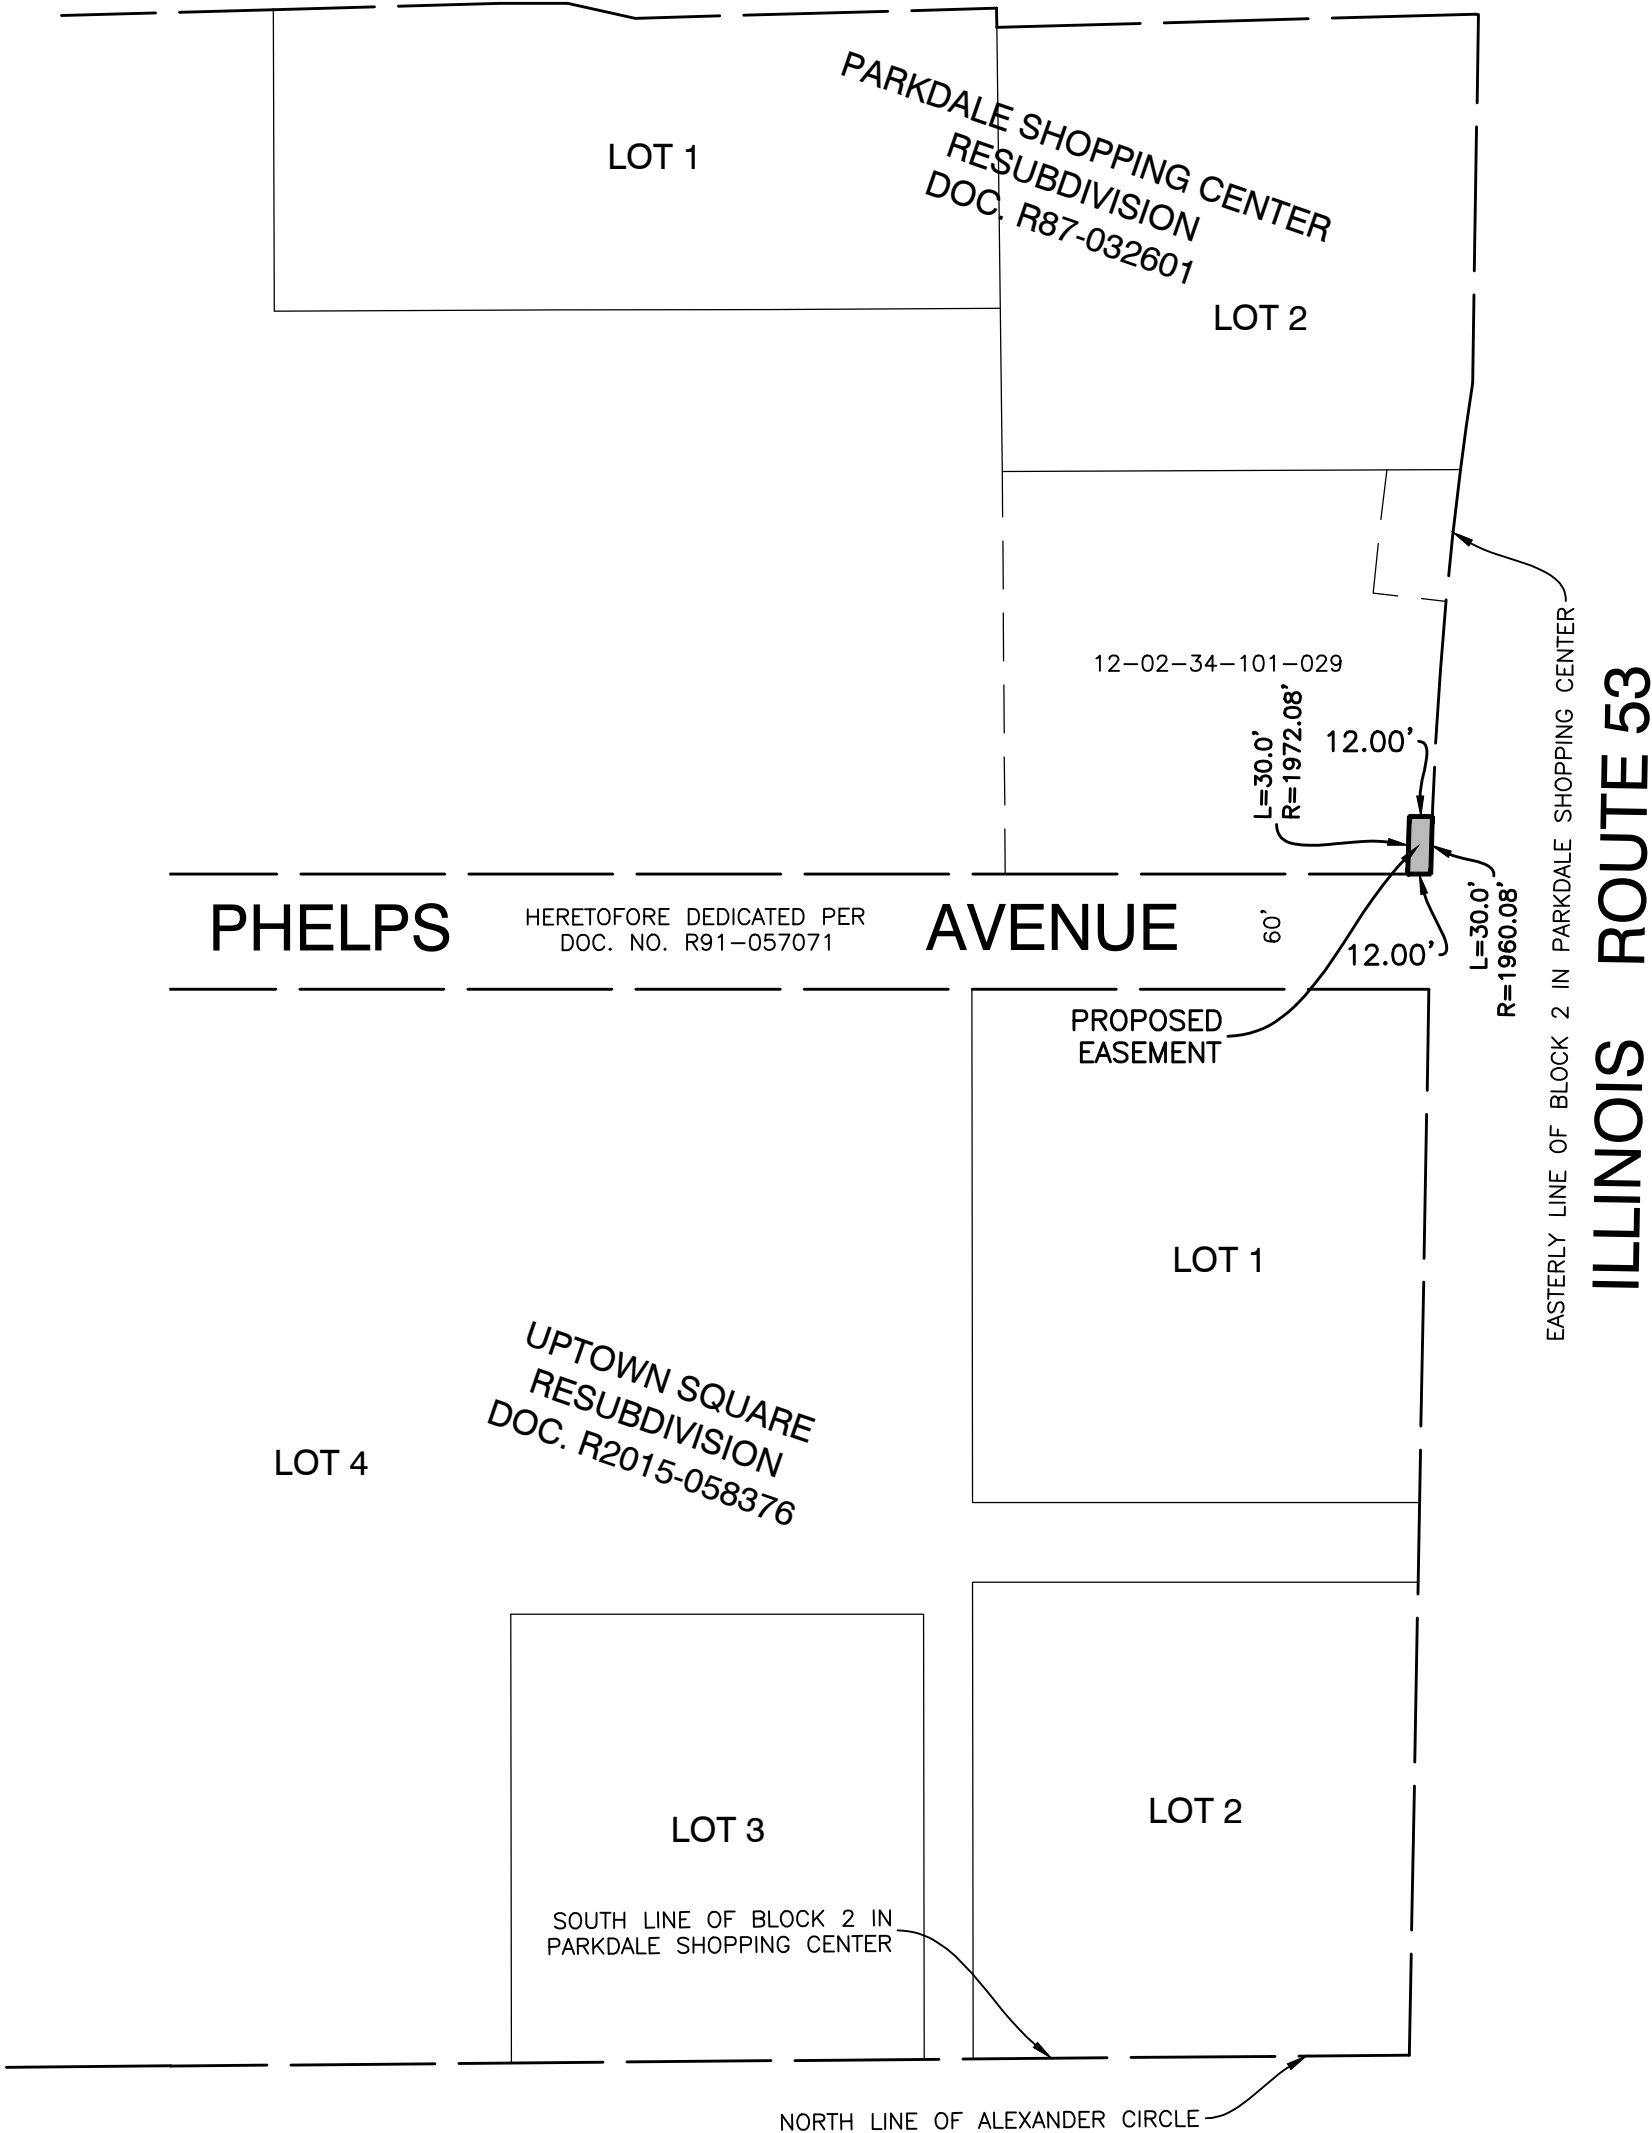 LOT 1
PARKDALE SHOPPING CENTER
RESUBDIVISION
DOC. R87-032601
LOT 2
12-02-34-101-029
L=30.0'
R=1972.08'
12.00'
EASTERLY LINE OF BLOCK 2 IN PARKDALE SHOPPING CENTER
ILLINOIS ROUTE 53
PHELPS AVENUE
HERETOFORE DEDICATED PER
DOC. NO. R91-057071
60'
12.00'
L=30.0'
R=1960.08'
PROPOSED
EASEMENT
LOT 1
UPTOWN SQUARE
RESUBDIVISION
DOC. R2015-058376
LOT 4
LOT 3
LOT 2
SOUTH LINE OF BLOCK 2 IN
PARKDALE SHOPPING CENTER
NORTH LINE OF ALEXANDER CIRCLE